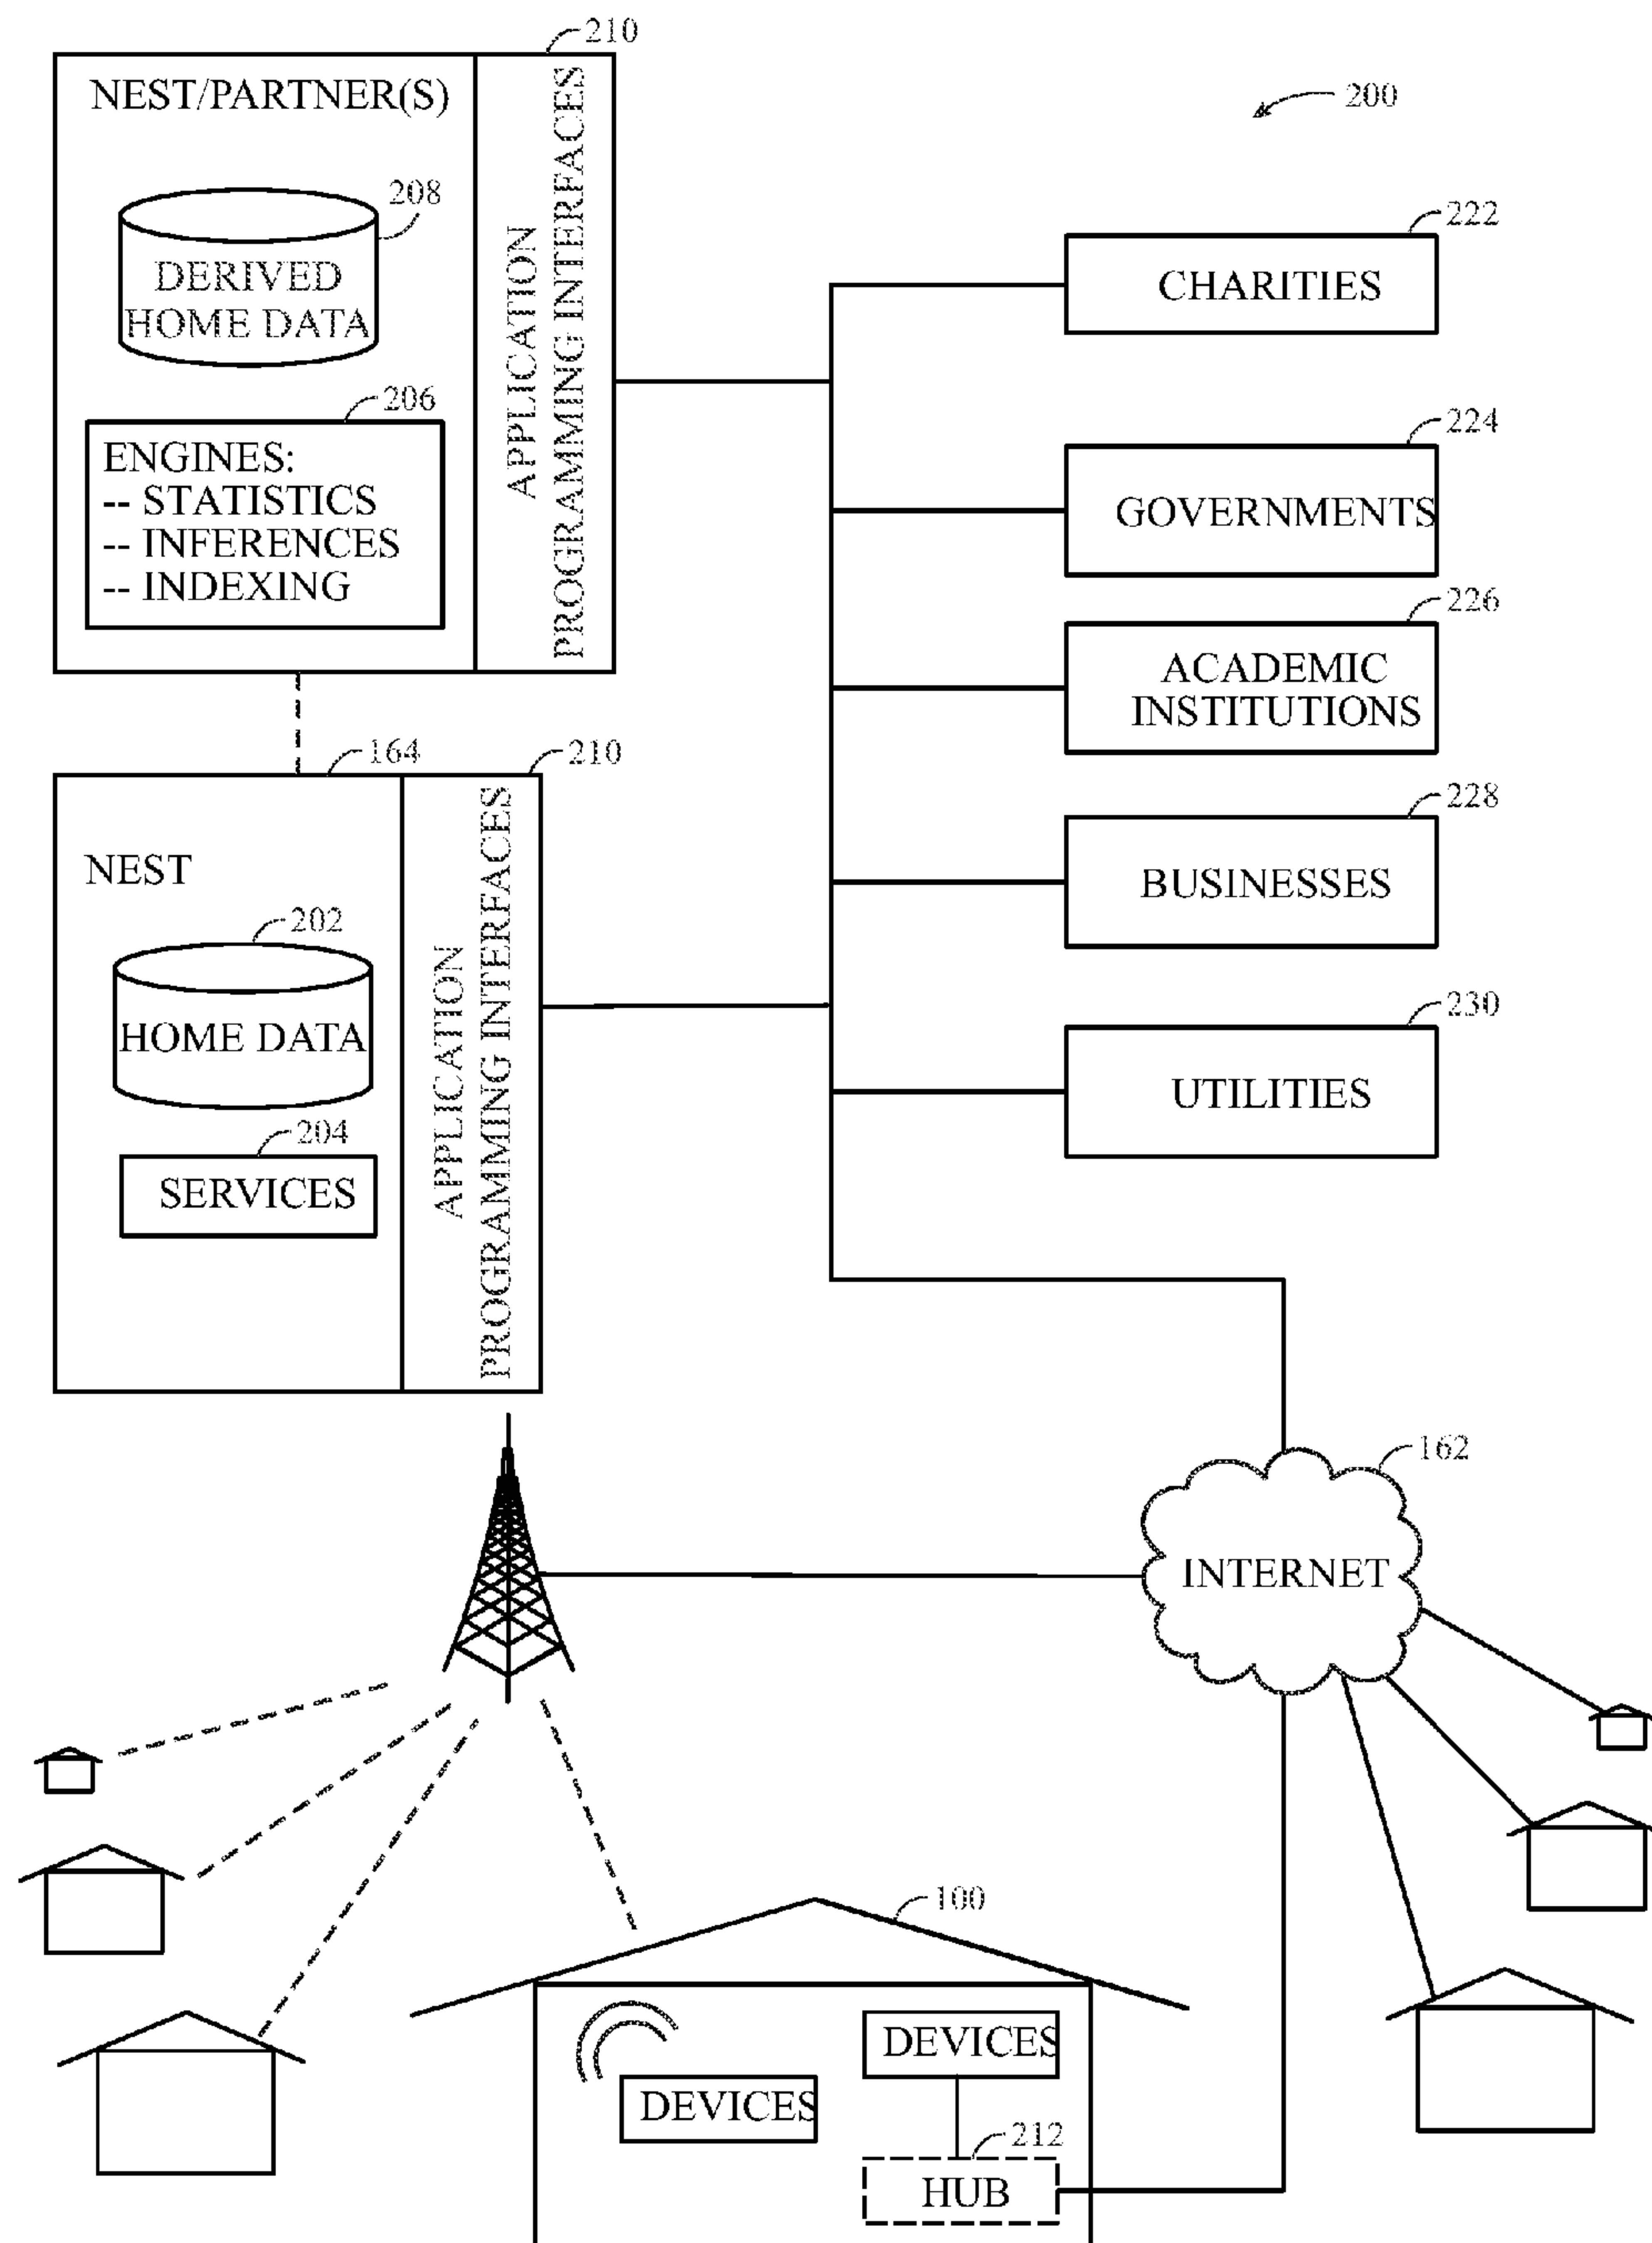 210
NEST/PARTNER(S)
200
208
DERIVED
HOME DATA
APPLICATION
PROGRAMMING INTERFACES
206
ENGINES:
-- STATISTICS
-- INFERENCES
-- INDEXING
222
CHARITIES
224
GOVERNMENTS
226
ACADEMIC
INSTITUTIONS
228
BUSINESSES
230
UTILITIES
164
210
NEST
202
HOME DATA
204
SERVICES
APPLICATION
PROGRAMMING INTERFACES
162
INTERNET
100
DEVICES
DEVICES
212
HUB